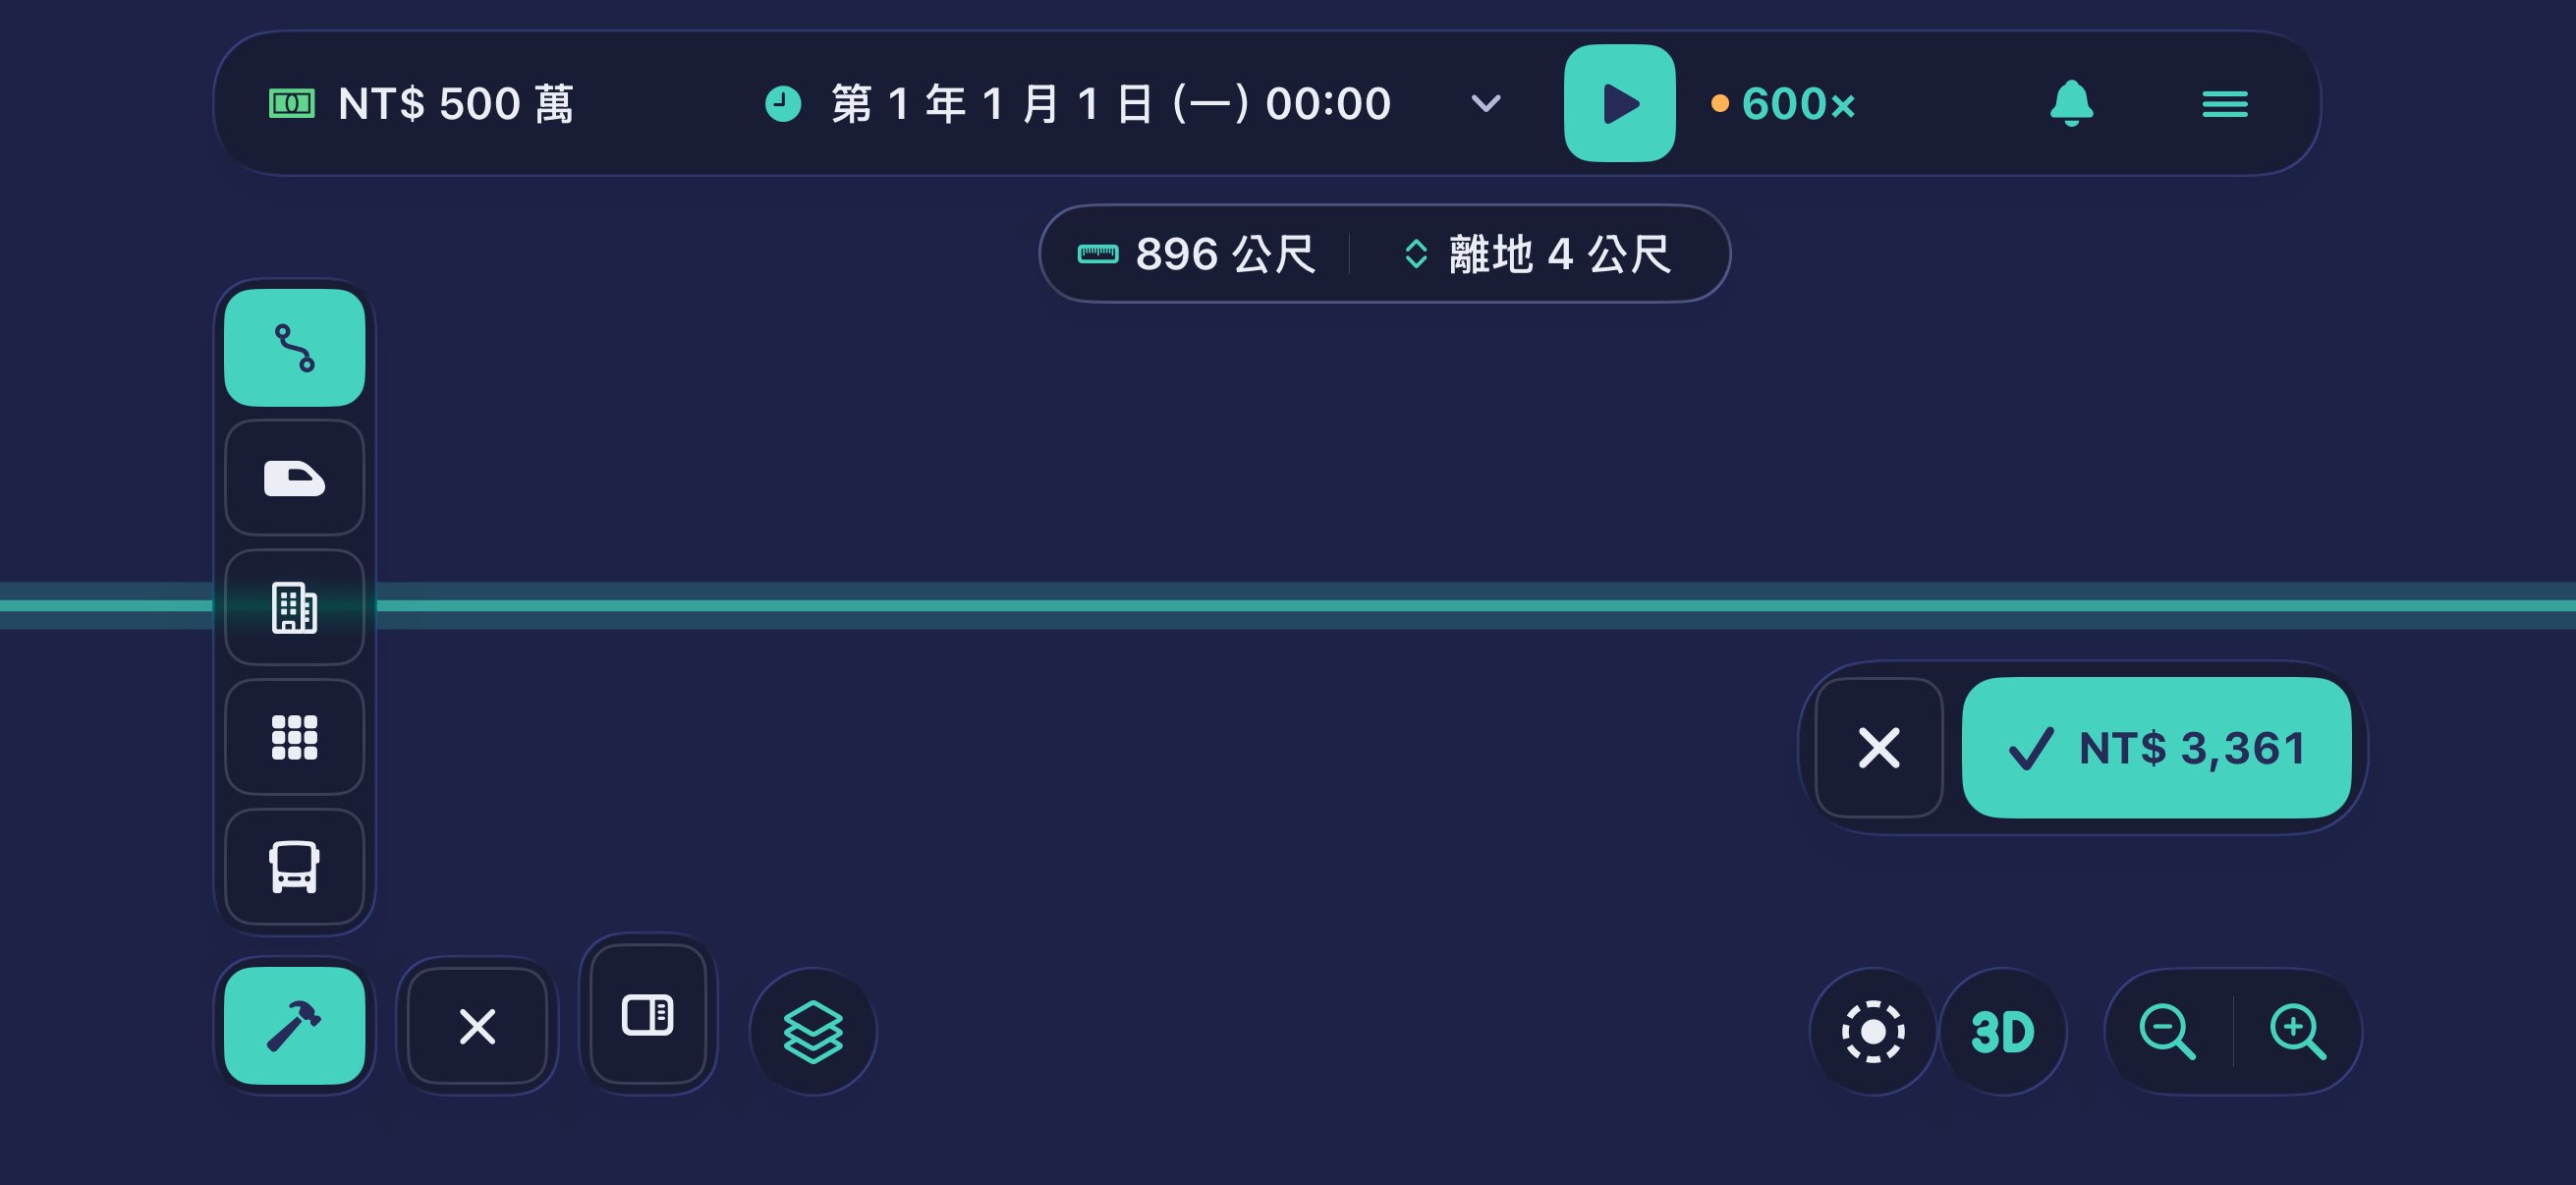 NT$ 500 萬
第 1 年 1 月 1 日 (一) 00:00
600×
896 公尺
離地 4 公尺
NT$ 3,361
3D